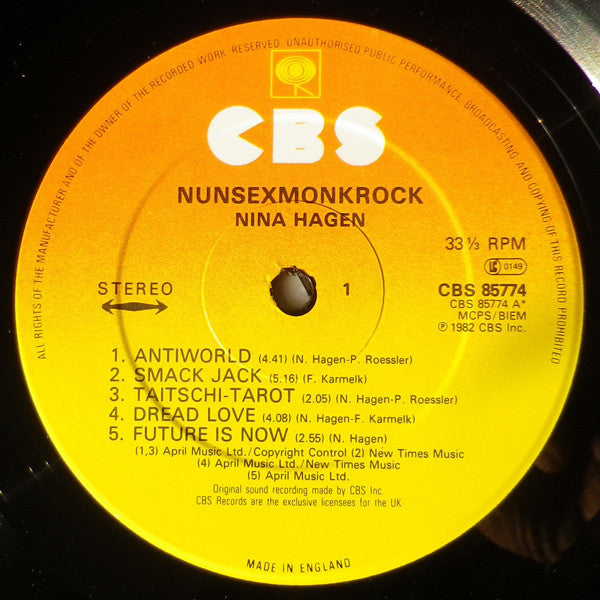 ALL RIGHTS OF THE MANUFACTURER AND OF THE OWNER OF THE RECORDED WORK RESERVED. UNAUTHORISED PUBLIC PERFORMANCE, BROADCASTING AND COPYING OF THIS RECORD PROHIBITED
CBS
NUNSEXMONKROCK
NINA HAGEN
33⅓ RPM
LC 0149
STEREO
1
CBS 85774
CBS 85774 A*
MCPS/BIEM
℗ 1982 CBS Inc.
1. ANTIWORLD (4.41) (N. Hagen-P. Roessler)
2. SMACK JACK (5.16) (F. Karmelk)
3. TAITSCHI-TAROT (2.05) (N. Hagen-P. Roessler)
4. DREAD LOVE (4.08) (N. Hagen-F. Karmelk)
5. FUTURE IS NOW (2.55) (N. Hagen)
(1,3) April Music Ltd./Copyright Control (2) New Times Music
(4) April Music Ltd./New Times Music
(5) April Music Ltd.
Original sound recording made by CBS Inc.
CBS Records are the exclusive licensees for the UK
MADE IN ENGLAND